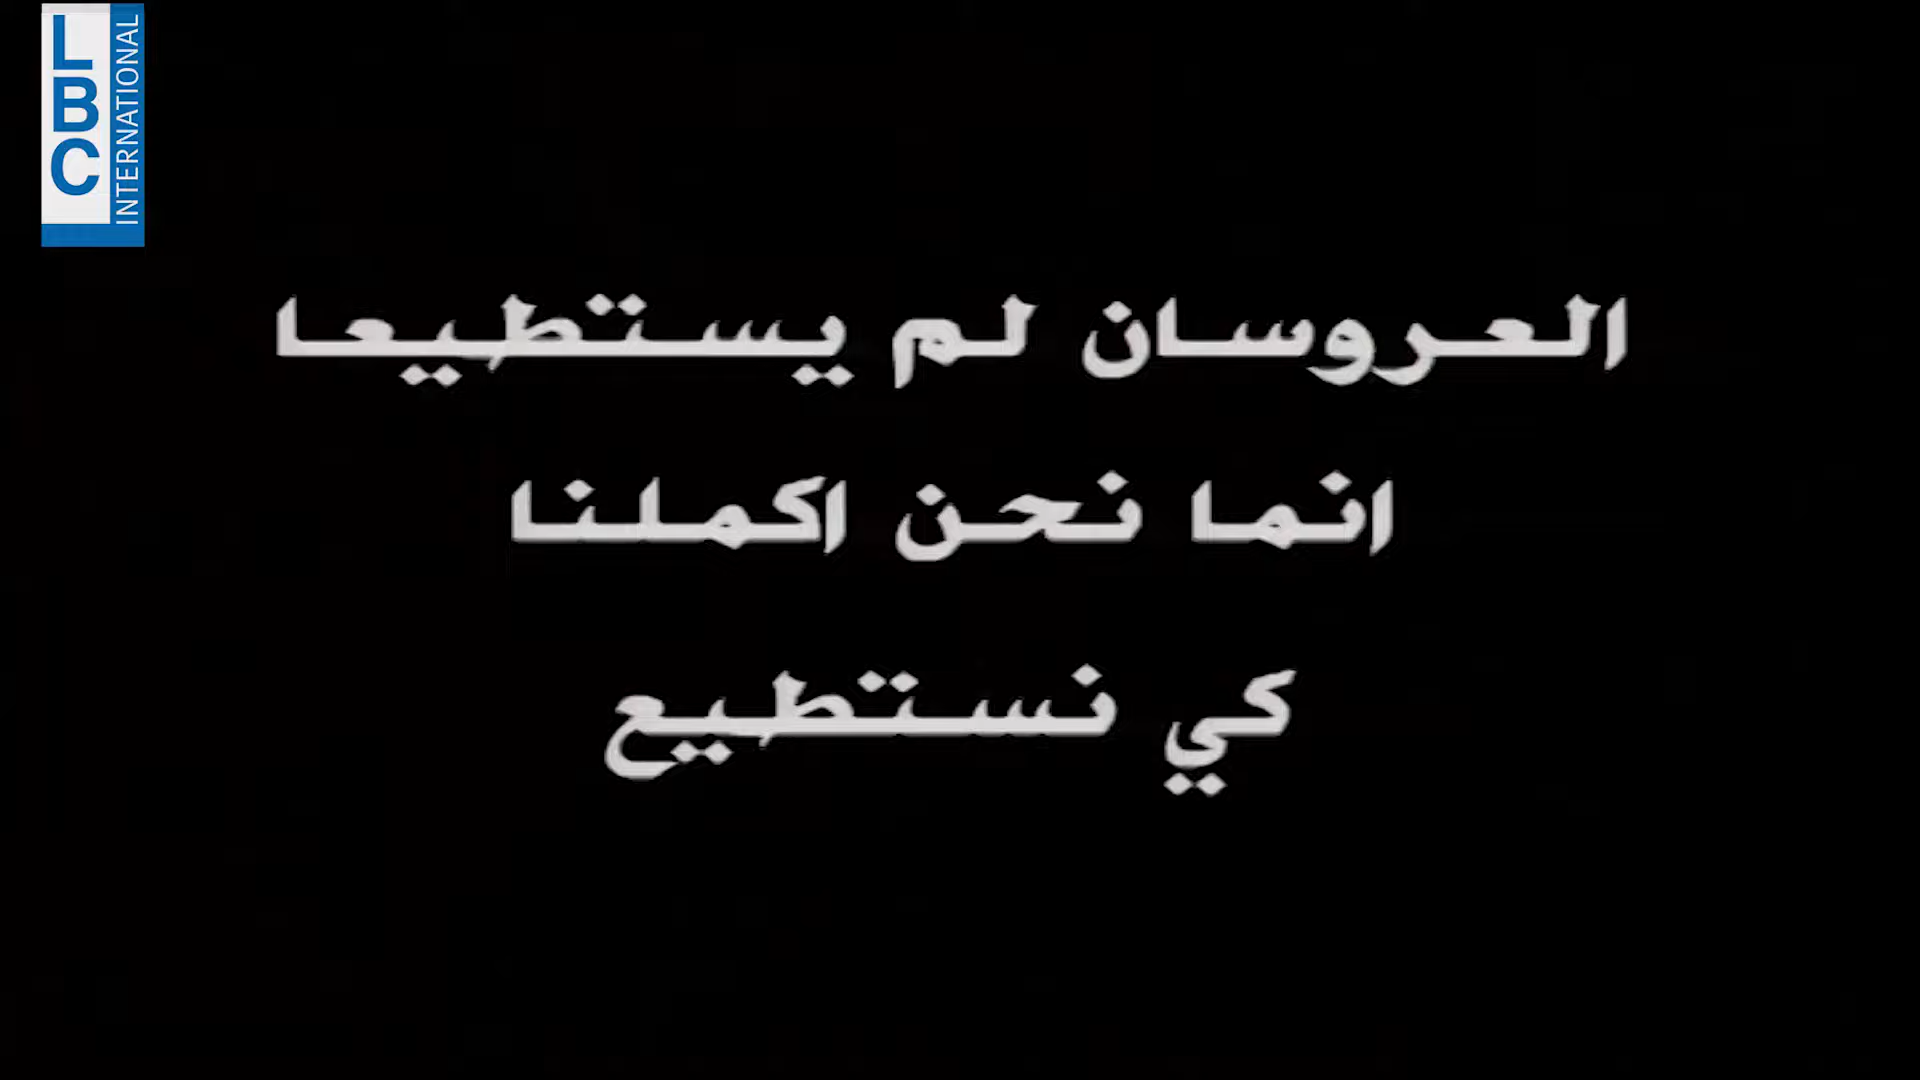 LBC
INTERNATIONAL
العروسان لم يستطيعا
انما نحن اكملنا
كي نستطيع